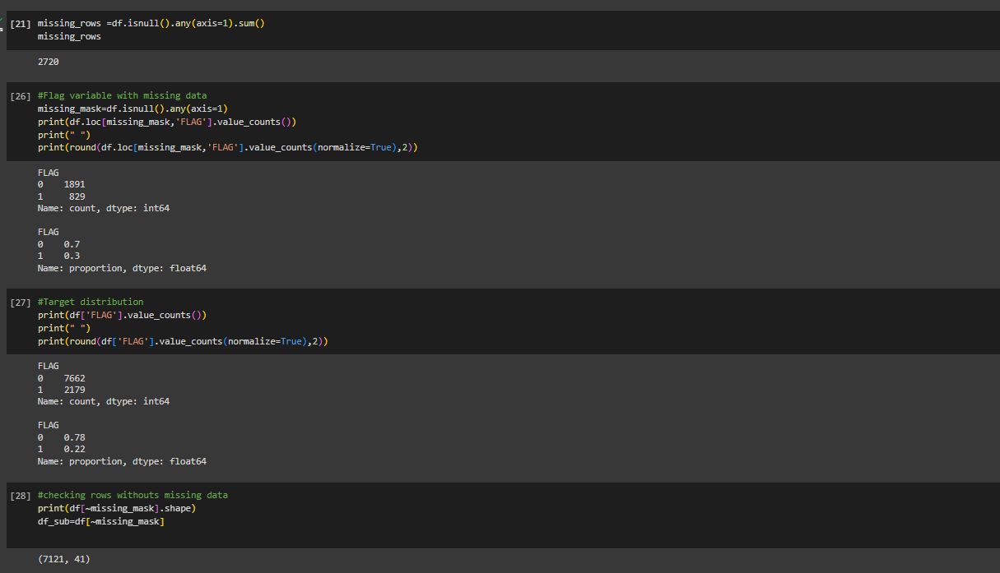 [21] missing_rows =df.isnull().any(axis=1).sum()
missing_rows
2720
[26] #Flag variable with missing data
missing_mask=df.isnull().any(axis=1)
print(df.loc[missing_mask,'FLAG'].value_counts())
print(" ")
print(round(df.loc[missing_mask,'FLAG'].value_counts(normalize=True),2))
FLAG
0    1891
1     829
Name: count, dtype: int64
FLAG
0    0.7
1    0.3
Name: proportion, dtype: float64
[27] #Target distribution
print(df['FLAG'].value_counts())
print(" ")
print(round(df['FLAG'].value_counts(normalize=True),2))
FLAG
0    7662
1    2179
Name: count, dtype: int64
FLAG
0    0.78
1    0.22
Name: proportion, dtype: float64
[28] #checking rows withouts missing data
print(df[~missing_mask].shape)
df_sub=df[~missing_mask]
(7121, 41)